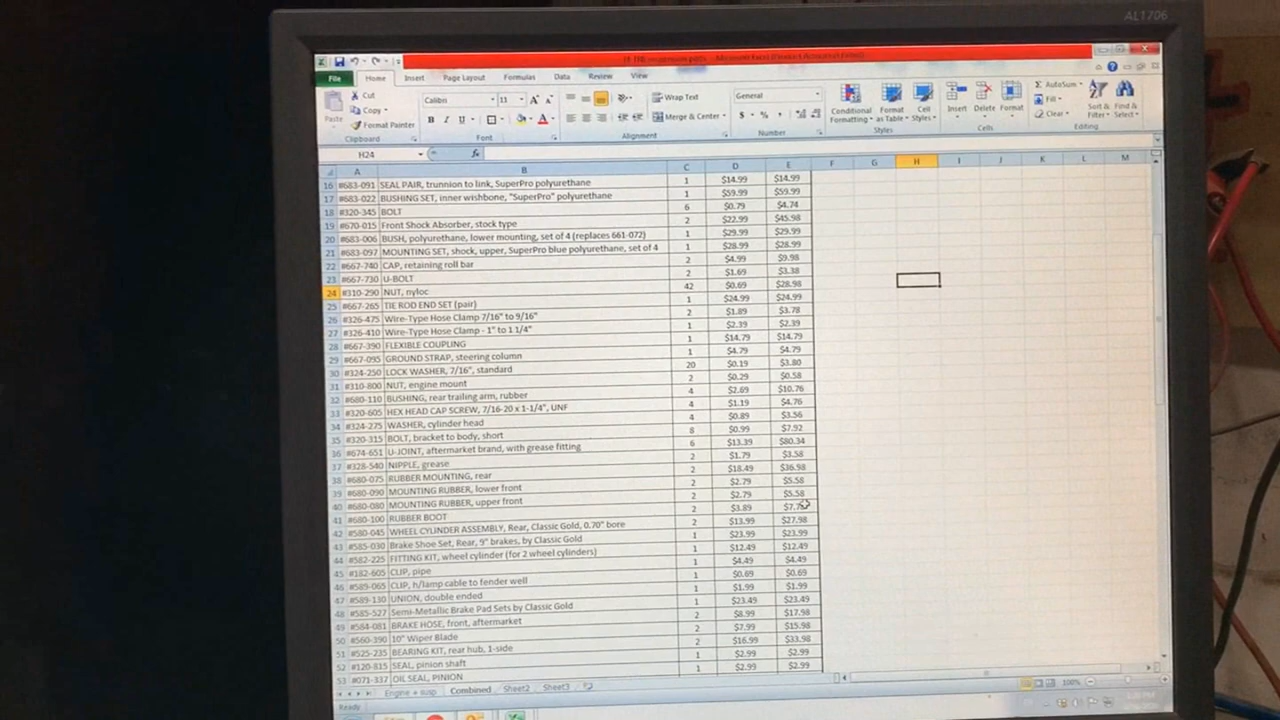 AL1706
File Home Insert Page Layout Formulas Data Review View
Cut
Copy
Format Painter
Paste
Clipboard
Calibri 11
B I U
Font
Wrap Text
Merge & Center
Alignment
General
$ % ,
Number
Conditional Formatting
Format as Table
Cell Styles
Styles
Insert Delete Format
Cells
AutoSum
Fill
Clear
Sort & Filter
Find & Select
Editing
H24 fx
A B C D E F G H I J K L M
16 #683-091 SEAL PAIR, trunnion to link, SuperPro polyurethane 1 $14.99 $14.99
17 #683-022 BUSHING SET, inner wishbone, "SuperPro" polyurethane 1 $59.99 $59.99
18 #320-345 BOLT 6 $0.79 $4.74
19 #670-015 Front Shock Absorber, stock type 2 $22.99 $45.98
20 #683-006 BUSH, polyurethane, lower mounting, set of 4 (replaces 661-072) 1 $29.99 $29.99
21 #683-097 MOUNTING SET, shock, upper, SuperPro blue polyurethane, set of 4 1 $28.99 $28.99
22 #667-740 CAP, retaining roll bar 2 $4.99 $9.98
23 #667-730 U-BOLT 2 $1.69 $3.38
24 #310-290 NUT, nyloc 42 $0.69 $28.98
25 #667-265 TIE ROD END SET (pair) 1 $24.99 $24.99
26 #326-475 Wire-Type Hose Clamp 7/16" to 9/16" 2 $1.89 $3.78
27 #326-410 Wire-Type Hose Clamp - 1" to 1 1/4" 1 $2.39 $2.39
28 #667-390 FLEXIBLE COUPLING 1 $14.79 $14.79
29 #667-095 GROUND STRAP, steering column 1 $4.79 $4.79
30 #324-250 LOCK WASHER, 7/16", standard 20 $0.19 $3.80
31 #310-800 NUT, engine mount 2 $0.29 $0.58
32 #680-110 BUSHING, rear trailing arm, rubber 4 $2.69 $10.76
33 #320-605 HEX HEAD CAP SCREW, 7/16-20 x 1-1/4", UNF 4 $1.19 $4.76
34 #324-275 WASHER, cylinder head 4 $0.89 $3.56
35 #320-315 BOLT, bracket to body, short 8 $0.99 $7.92
36 #674-651 U-JOINT, aftermarket brand, with grease fitting 6 $13.39 $80.34
37 #328-540 NIPPLE, grease 2 $1.79 $3.58
38 #680-075 RUBBER MOUNTING, rear 2 $18.49 $36.98
39 #680-090 MOUNTING RUBBER, lower front 2 $2.79 $5.58
40 #680-080 MOUNTING RUBBER, upper front 2 $2.79 $5.58
41 #680-100 RUBBER BOOT 2 $3.89 $7.78
42 #580-045 WHEEL CYLINDER ASSEMBLY, Rear, Classic Gold, 0.70" bore 2 $13.99 $27.98
43 #585-030 Brake Shoe Set, Rear, 9" brakes, by Classic Gold 1 $23.99 $23.99
44 #582-225 FITTING KIT, wheel cylinder (for 2 wheel cylinders) 1 $12.49 $12.49
45 #182-605 CLIP, pipe 1 $4.49 $4.49
46 #589-065 CLIP, h/lamp cable to fender well 1 $0.69 $0.69
47 #589-130 UNION, double ended 1 $1.99 $1.99
48 #585-527 Semi-Metallic Brake Pad Sets by Classic Gold 1 $23.49 $23.49
49 #584-081 BRAKE HOSE, front, aftermarket 2 $8.99 $17.98
50 #560-390 10" Wiper Blade 2 $7.99 $15.98
51 #525-235 BEARING KIT, rear hub, 1-side 2 $16.99 $33.98
52 #120-815 SEAL, pinion shaft 1 $2.99 $2.99
53 #071-337 OIL SEAL, PINION 1 $2.99 $2.99
Engine + susp Combined Sheet2 Sheet3
Ready 100%